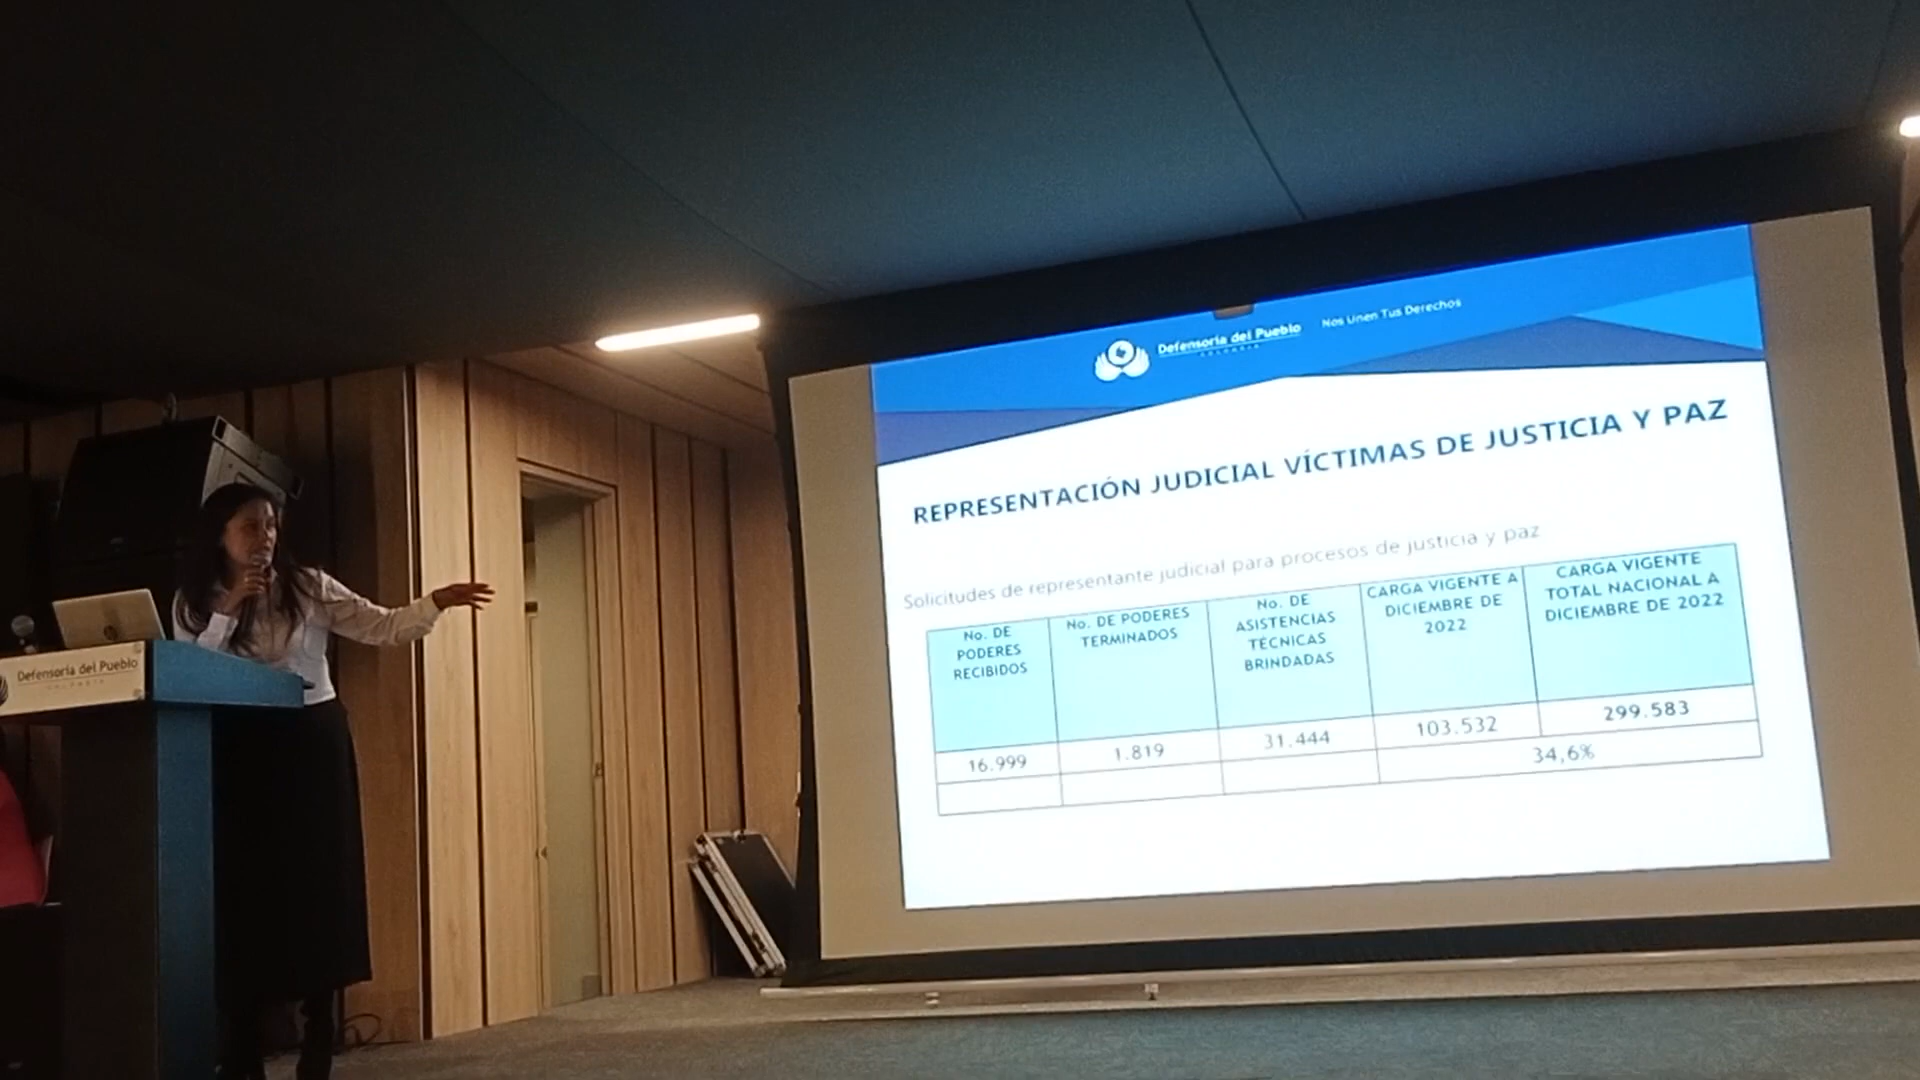 Defensoría del Pueblo
COLOMBIA
Nos Unen Tus Derechos
REPRESENTACIÓN JUDICIAL VÍCTIMAS DE JUSTICIA Y PAZ
Solicitudes de representante judicial para procesos de justicia y paz
No. DE
PODERES
RECIBIDOS
No. DE PODERES
TERMINADOS
No. DE
ASISTENCIAS
TÉCNICAS
BRINDADAS
CARGA VIGENTE A
DICIEMBRE DE
2022
CARGA VIGENTE
TOTAL NACIONAL A
DICIEMBRE DE 2022
16.999
1.819
31.444
103.532
299.583
34,6%
Defensoría del Pueblo
COLOMBIA
hp